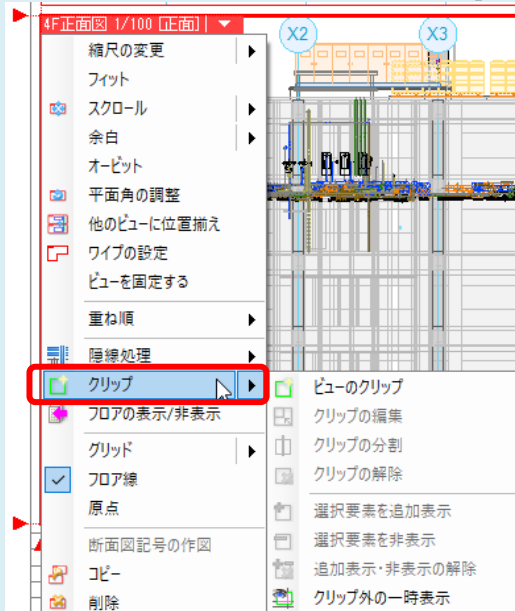 4F正面図 1/100 [正面]
X2
X3
縮尺の変更
フィット
スクロール
余白
オービット
平面角の調整
他のビューに位置揃え
ワイプの設定
ビューを固定する
重ね順
隠線処理
クリップ
フロアの表示/非表示
グリッド
フロア線
原点
断面図記号の作図
コピー
削除
ビューのクリップ
クリップの編集
クリップの分割
クリップの解除
選択要素を追加表示
選択要素を非表示
追加表示・非表示の解除
クリップ外の一時表示